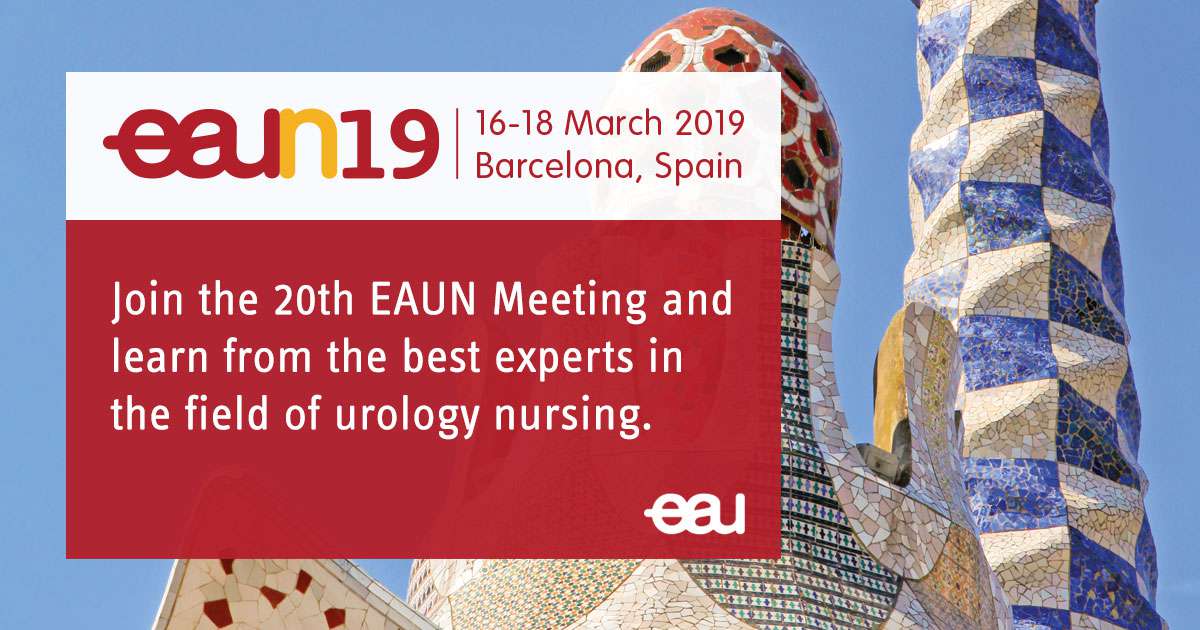 eaun19
16-18 March 2019
Barcelona, Spain
Join the 20th EAUN Meeting and
learn from the best experts in
the field of urology nursing.
eau